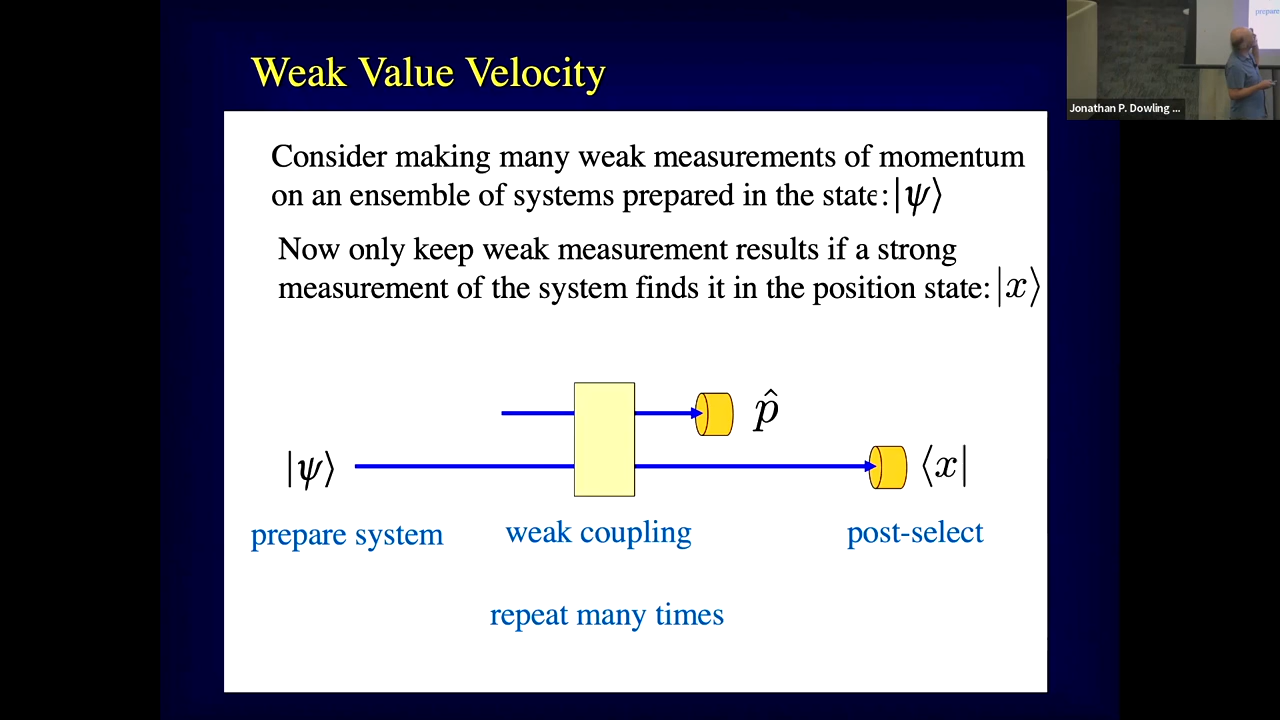 Weak Value Velocity
Consider making many weak measurements of momentum
on an ensemble of systems prepared in the state: |ψ⟩
Now only keep weak measurement results if a strong
measurement of the system finds it in the position state: |x⟩
p̂
|ψ⟩
⟨x|
prepare system
weak coupling
post-select
repeat many times
Jonathan P. Dowling ...